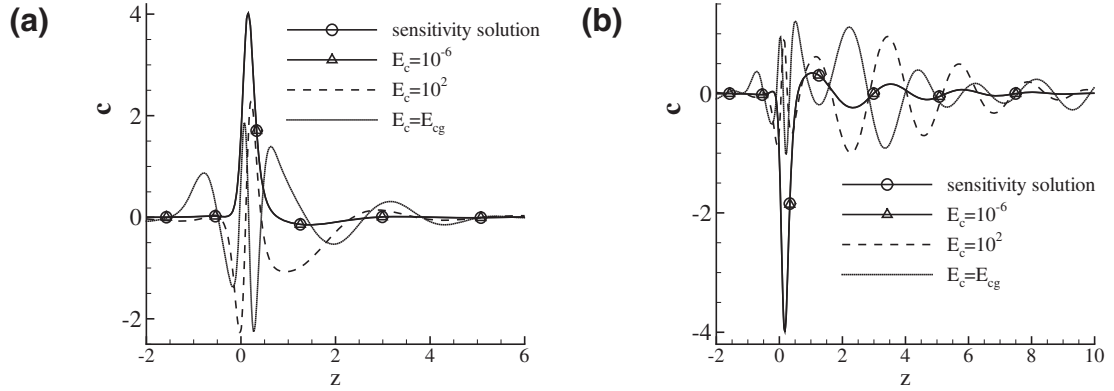 (a)
c
4
2
0
-2
-2 0 2 4 6
z
sensitivity solution
E_c=10^-6
E_c=10^2
E_c=E_cg
(b)
c
0
-2
-4
-2 0 2 4 6 8 10
z
sensitivity solution
E_c=10^-6
E_c=10^2
E_c=E_cg